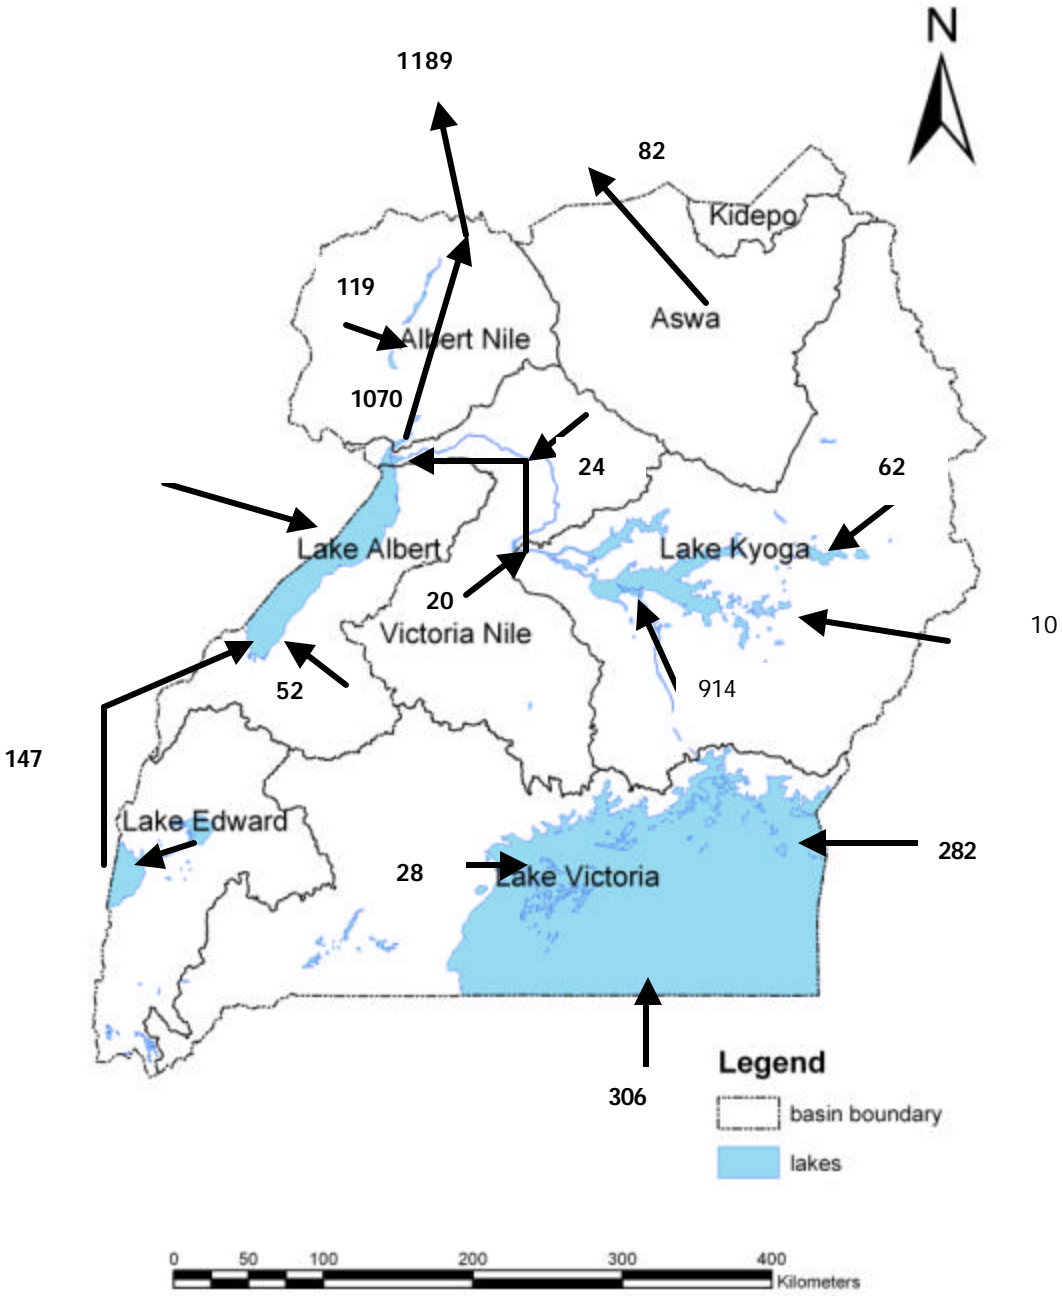 N
1189
82
Kidepo
119
Aswa
Albert Nile
1070
24
62
Lake Albert
Lake Kyoga
20
10
Victoria Nile
52
914
147
Lake Edward
282
28
Lake Victoria
306
Legend
basin boundary
lakes
0 50 100 200 300 400
Kilometers